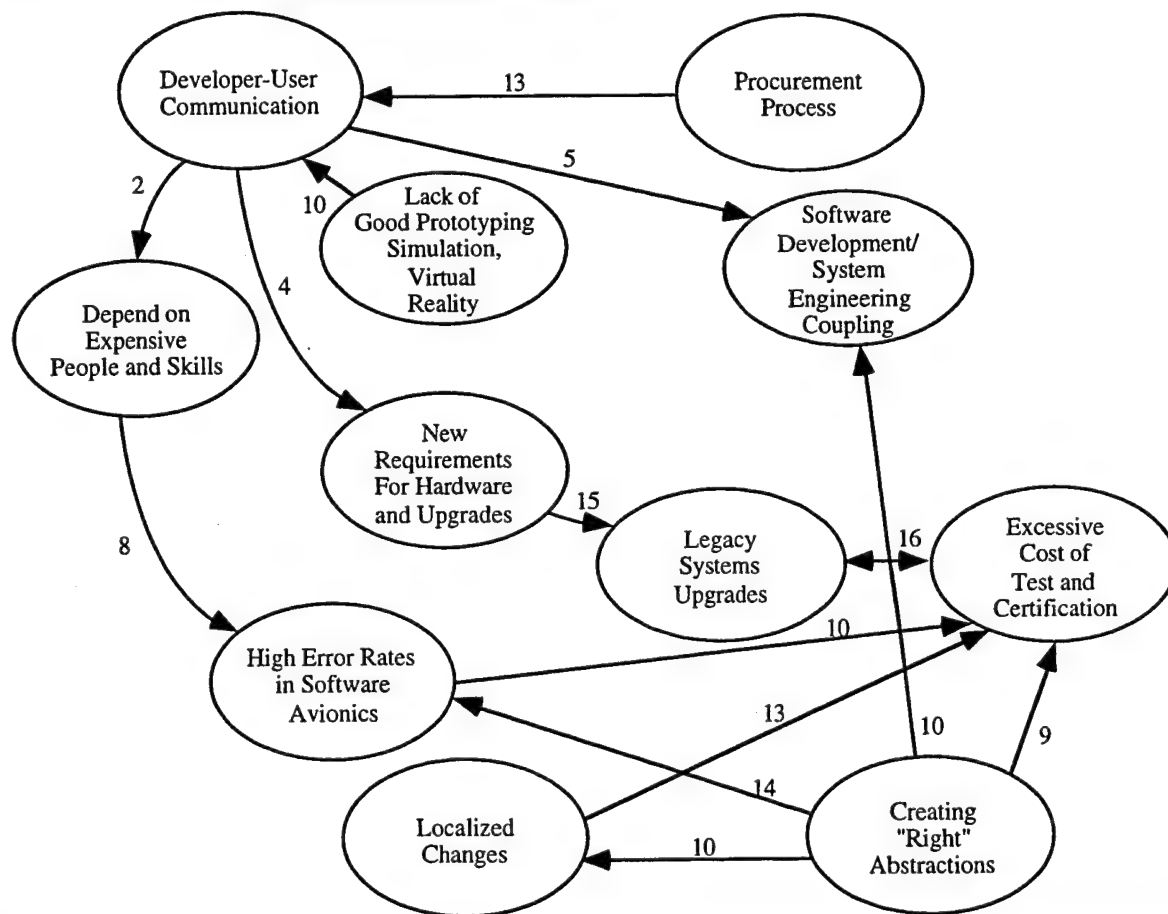 Developer-User
Communication
13
Procurement
Process
5
2
10
Lack of
Good Prototyping
Simulation,
Virtual
Reality
Software
Development/
System
Engineering
Coupling
4
Depend on
Expensive
People and Skills
New
Requirements
For Hardware
and Upgrades
15
8
Legacy
Systems
Upgrades
16
Excessive
Cost of
Test and
Certification
10
High Error Rates
in Software
Avionics
13
10
9
14
Localized
Changes
10
Creating
"Right"
Abstractions